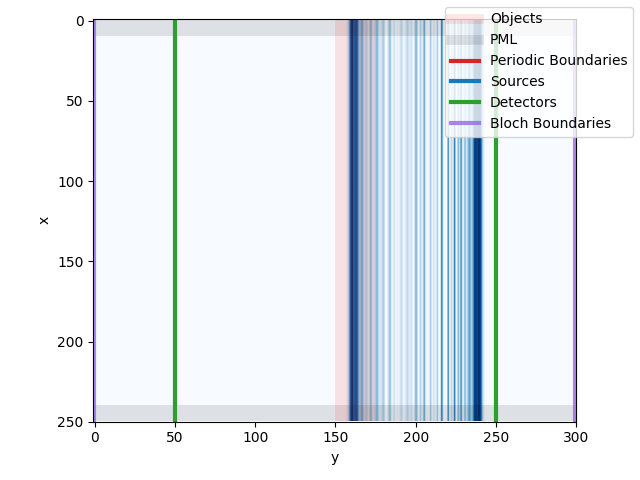 Objects
PML
Periodic Boundaries
Sources
Detectors
Bloch Boundaries
0
50
100
150
200
250
x
0
50
100
150
200
250
300
y